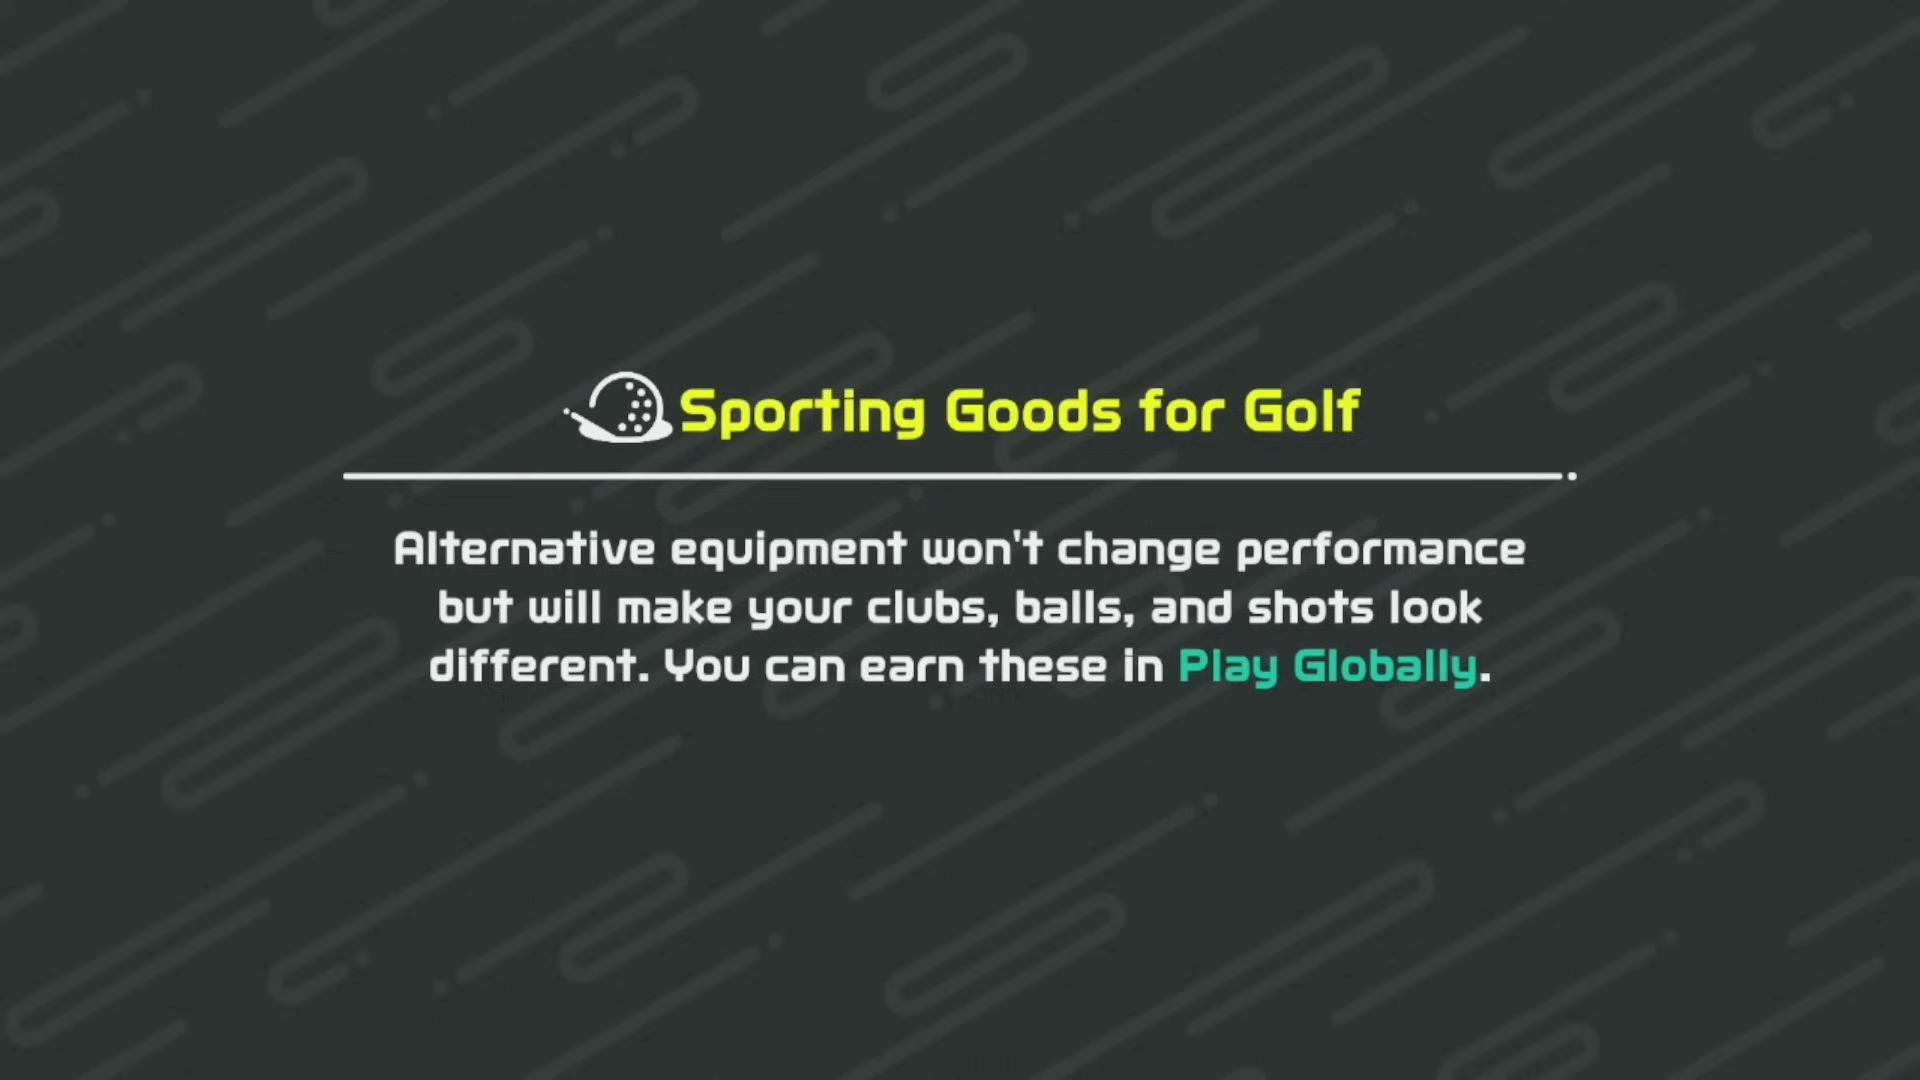 Sporting Goods for Golf
Alternative equipment won't change performance
but will make your clubs, balls, and shots look
different. You can earn these in Play Globally.